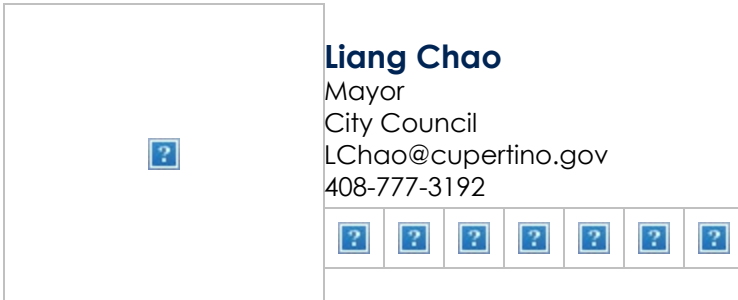 Liang Chao
Mayor
City Council
LChao@cupertino.gov
408-777-3192